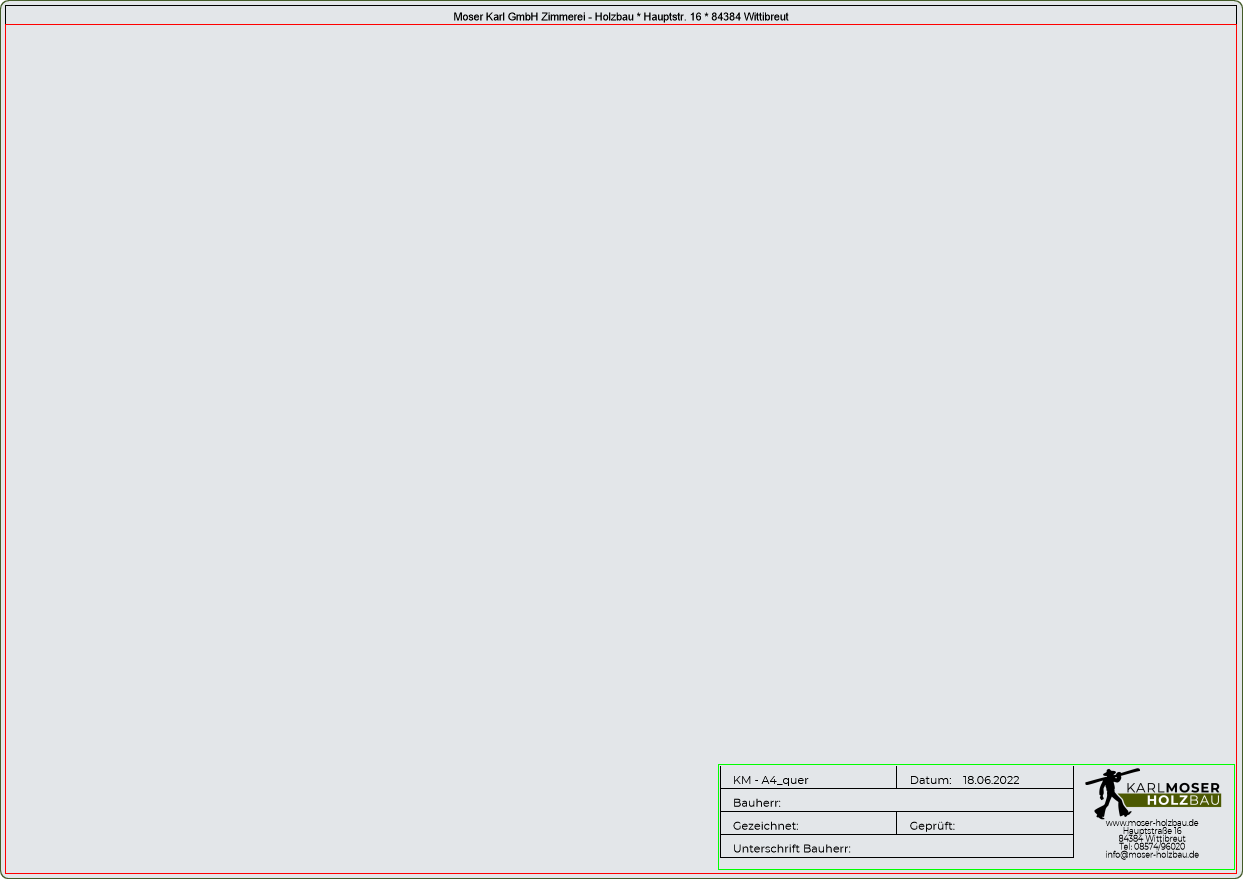 Moser Karl GmbH Zimmerei - Holzbau * Hauptstr. 16 * 84384 Wittibreut
KM - A4_quer
Datum: 18.06.2022
Bauherr:
Gezeichnet:
Geprüft:
Unterschrift Bauherr:
KARLMOSER
HOLZBAU
www.moser-holzbau.de
Hauptstraße 16
84384 Wittibreut
Tel: 08574/96020
info@moser-holzbau.de